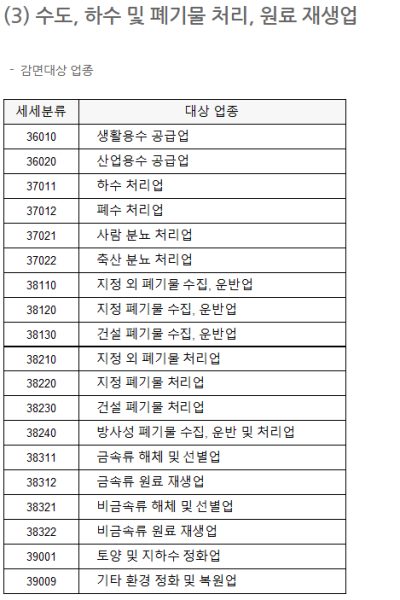 (3) 수도, 하수 및 폐기물 처리, 원료 재생업
- 감면대상 업종
세세분류 대상 업종
36010 생활용수 공급업
36020 산업용수 공급업
37011 하수 처리업
37012 폐수 처리업
37021 사람 분뇨 처리업
37022 축산 분뇨 처리업
38110 지정 외 폐기물 수집, 운반업
38120 지정 폐기물 수집, 운반업
38130 건설 폐기물 수집, 운반업
38210 지정 외 폐기물 처리업
38220 지정 폐기물 처리업
38230 건설 폐기물 처리업
38240 방사성 폐기물 수집, 운반 및 처리업
38311 금속류 해체 및 선별업
38312 금속류 원료 재생업
38321 비금속류 해체 및 선별업
38322 비금속류 원료 재생업
39001 토양 및 지하수 정화업
39009 기타 환경 정화 및 복원업